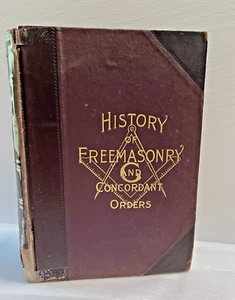 HISTORY
OF
FREEMASONRY
G
AND
CONCORDANT
ORDERS